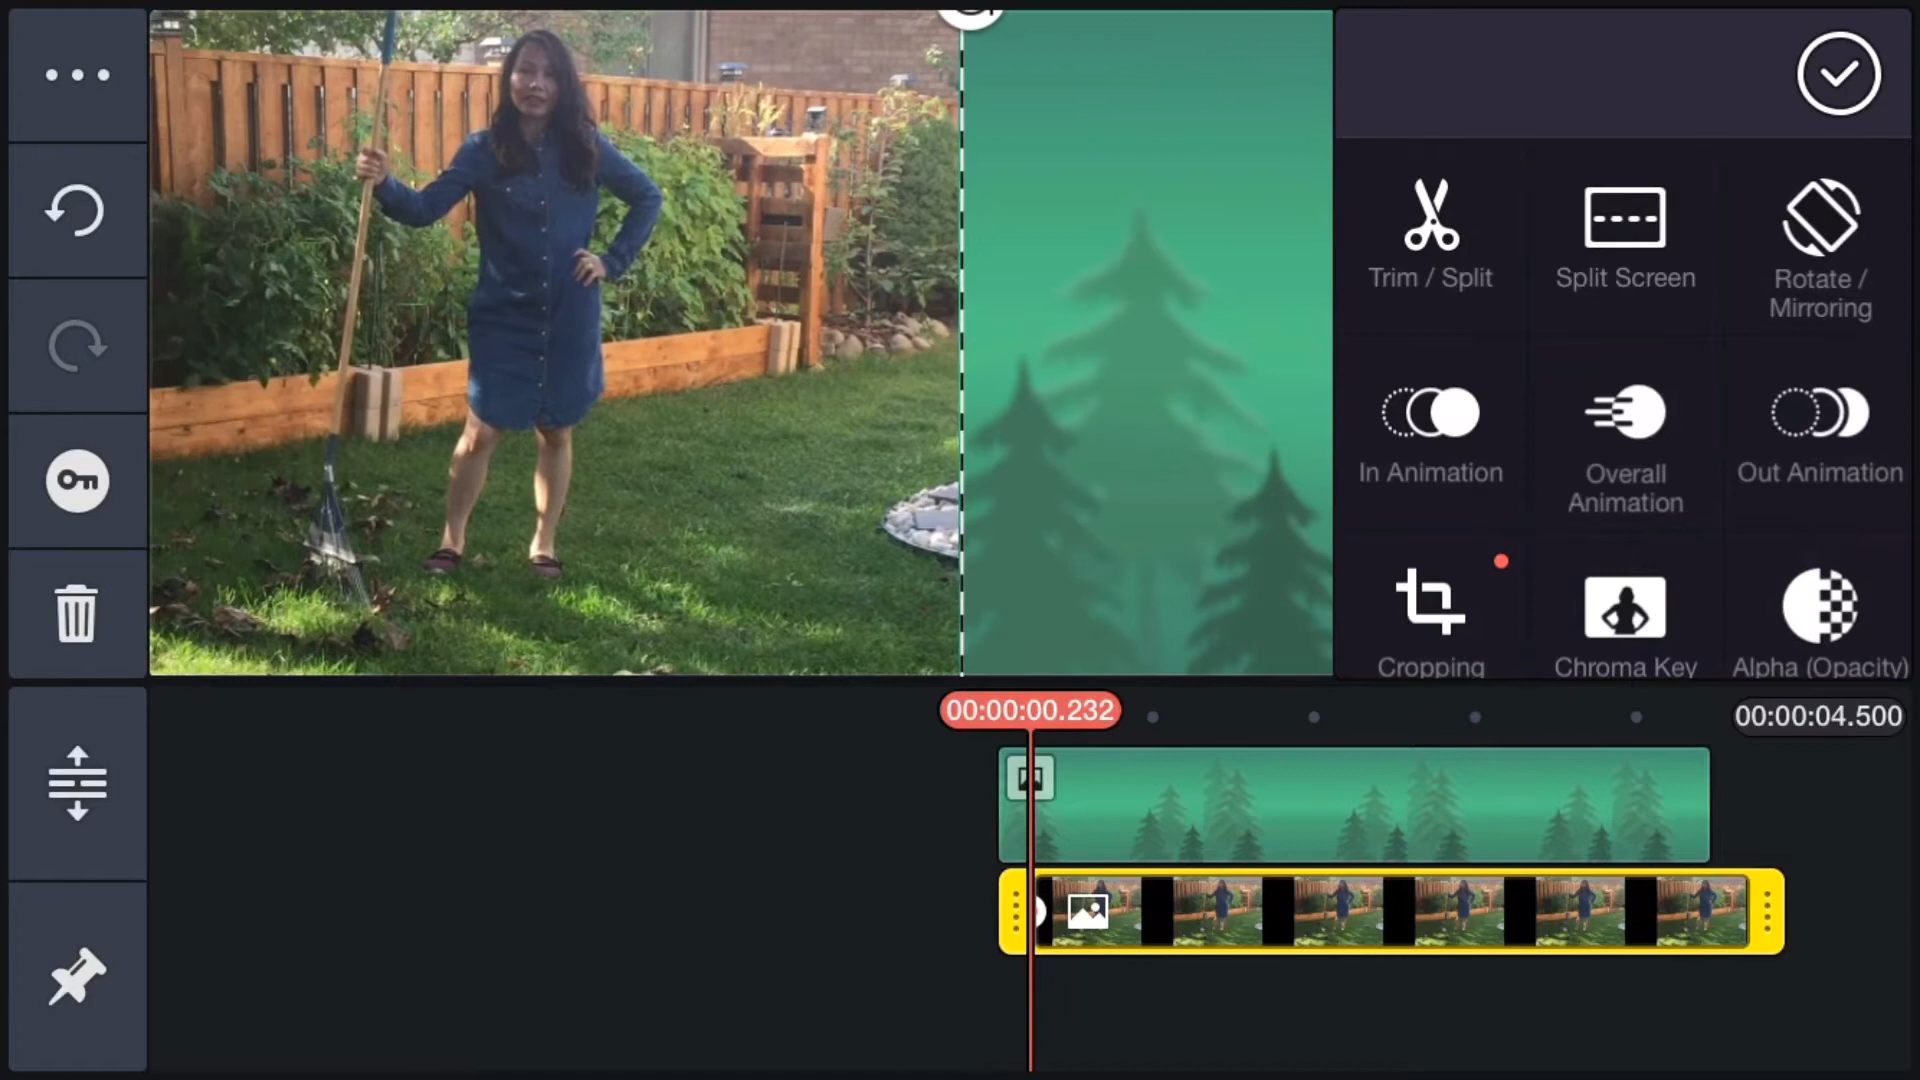 Trim / Split
Split Screen
Rotate /
Mirroring
In Animation
Overall
Animation
Out Animation
Cropping
Chroma Key
Alpha (Opacity)
00:00:00.232
00:00:04.500